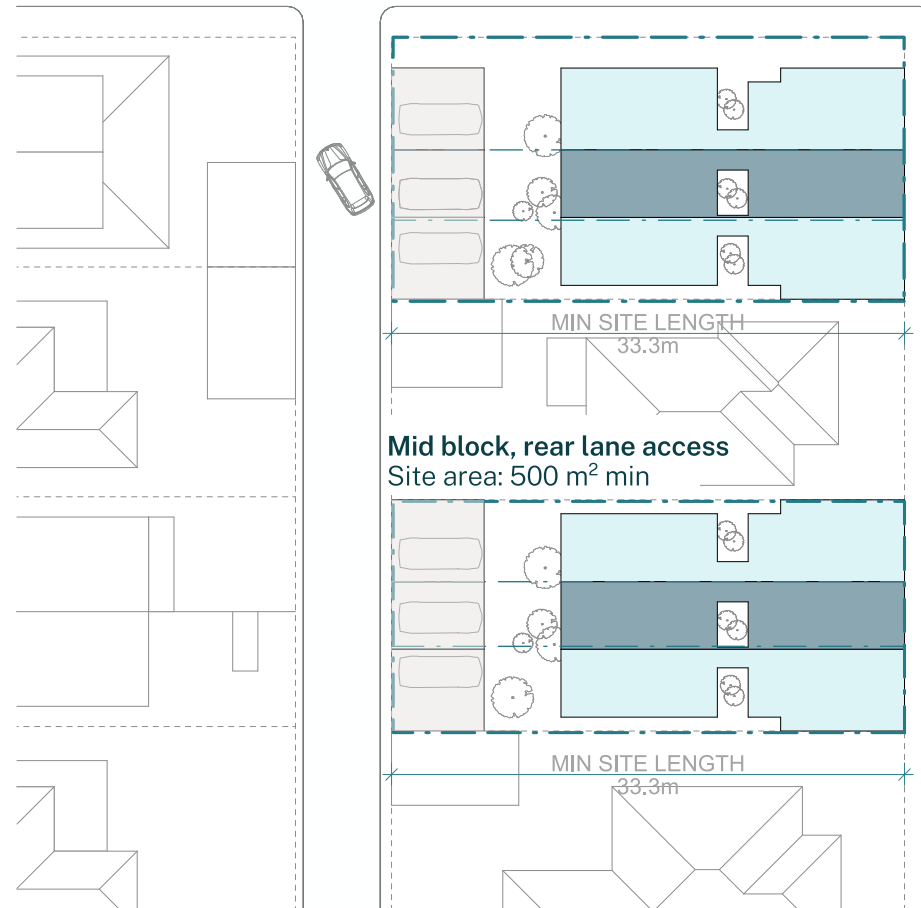 MIN SITE LENGTH
33.3m
Mid block, rear lane access
Site area: 500 m² min
MIN SITE LENGTH
33.3m